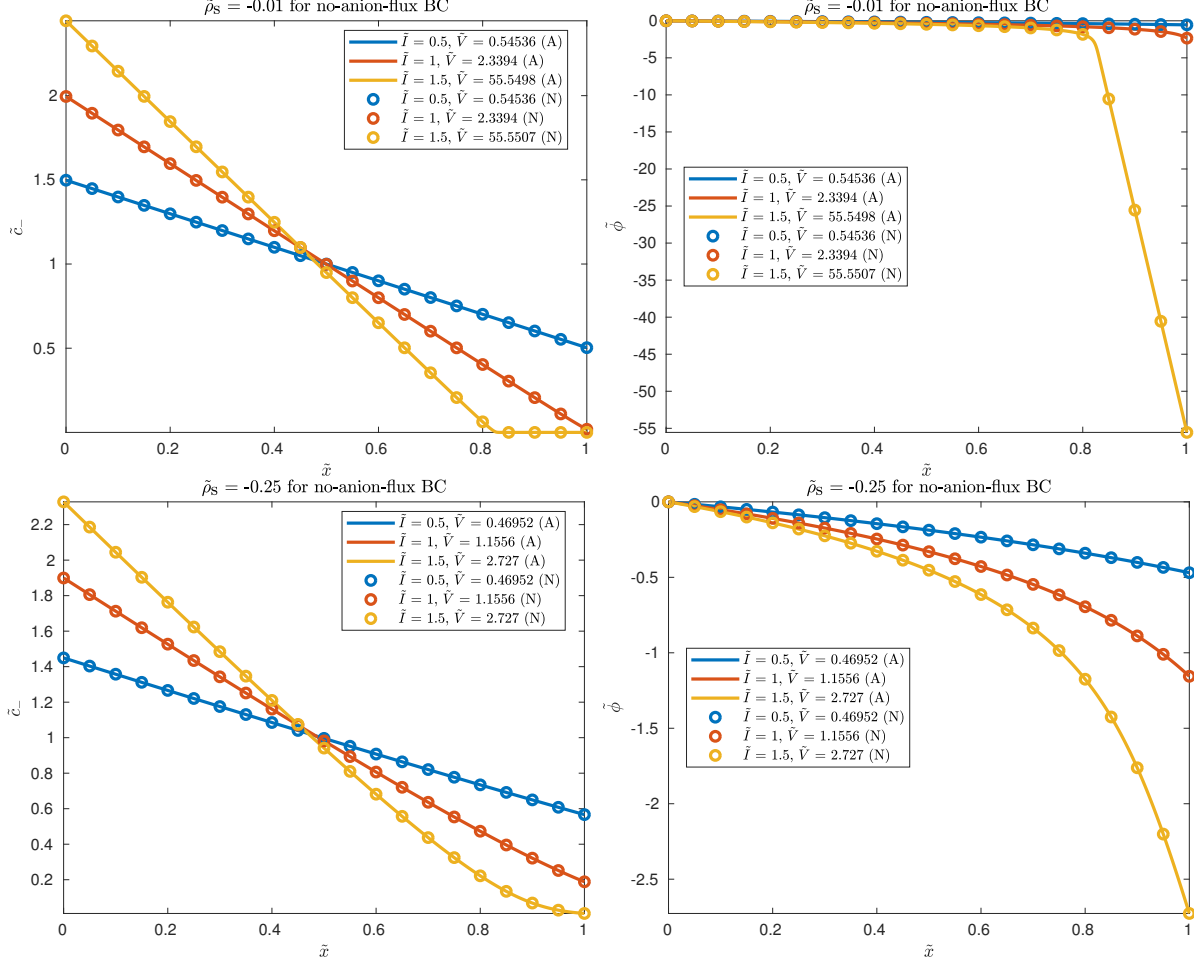 ρ̃_S = -0.01 for no-anion-flux BC
c̃_-
2
1.5
1
0.5
Ĩ = 0.5, Ṽ = 0.54536 (A)
Ĩ = 1, Ṽ = 2.3394 (A)
Ĩ = 1.5, Ṽ = 55.5498 (A)
Ĩ = 0.5, Ṽ = 0.54536 (N)
Ĩ = 1, Ṽ = 2.3394 (N)
Ĩ = 1.5, Ṽ = 55.5507 (N)
0 0.2 0.4 0.6 0.8 1
x̃
ρ̃_S = -0.01 for no-anion-flux BC
φ̃
0
-5
-10
-15
-20
-25
-30
-35
-40
-45
-50
-55
Ĩ = 0.5, Ṽ = 0.54536 (A)
Ĩ = 1, Ṽ = 2.3394 (A)
Ĩ = 1.5, Ṽ = 55.5498 (A)
Ĩ = 0.5, Ṽ = 0.54536 (N)
Ĩ = 1, Ṽ = 2.3394 (N)
Ĩ = 1.5, Ṽ = 55.5507 (N)
0 0.2 0.4 0.6 0.8 1
x̃
ρ̃_S = -0.25 for no-anion-flux BC
c̃_-
2.2
2
1.8
1.6
1.4
1.2
1
0.8
0.6
0.4
0.2
Ĩ = 0.5, Ṽ = 0.46952 (A)
Ĩ = 1, Ṽ = 1.1556 (A)
Ĩ = 1.5, Ṽ = 2.727 (A)
Ĩ = 0.5, Ṽ = 0.46952 (N)
Ĩ = 1, Ṽ = 1.1556 (N)
Ĩ = 1.5, Ṽ = 2.727 (N)
0 0.2 0.4 0.6 0.8 1
x̃
ρ̃_S = -0.25 for no-anion-flux BC
φ̃
0
-0.5
-1
-1.5
-2
-2.5
Ĩ = 0.5, Ṽ = 0.46952 (A)
Ĩ = 1, Ṽ = 1.1556 (A)
Ĩ = 1.5, Ṽ = 2.727 (A)
Ĩ = 0.5, Ṽ = 0.46952 (N)
Ĩ = 1, Ṽ = 1.1556 (N)
Ĩ = 1.5, Ṽ = 2.727 (N)
0 0.2 0.4 0.6 0.8 1
x̃